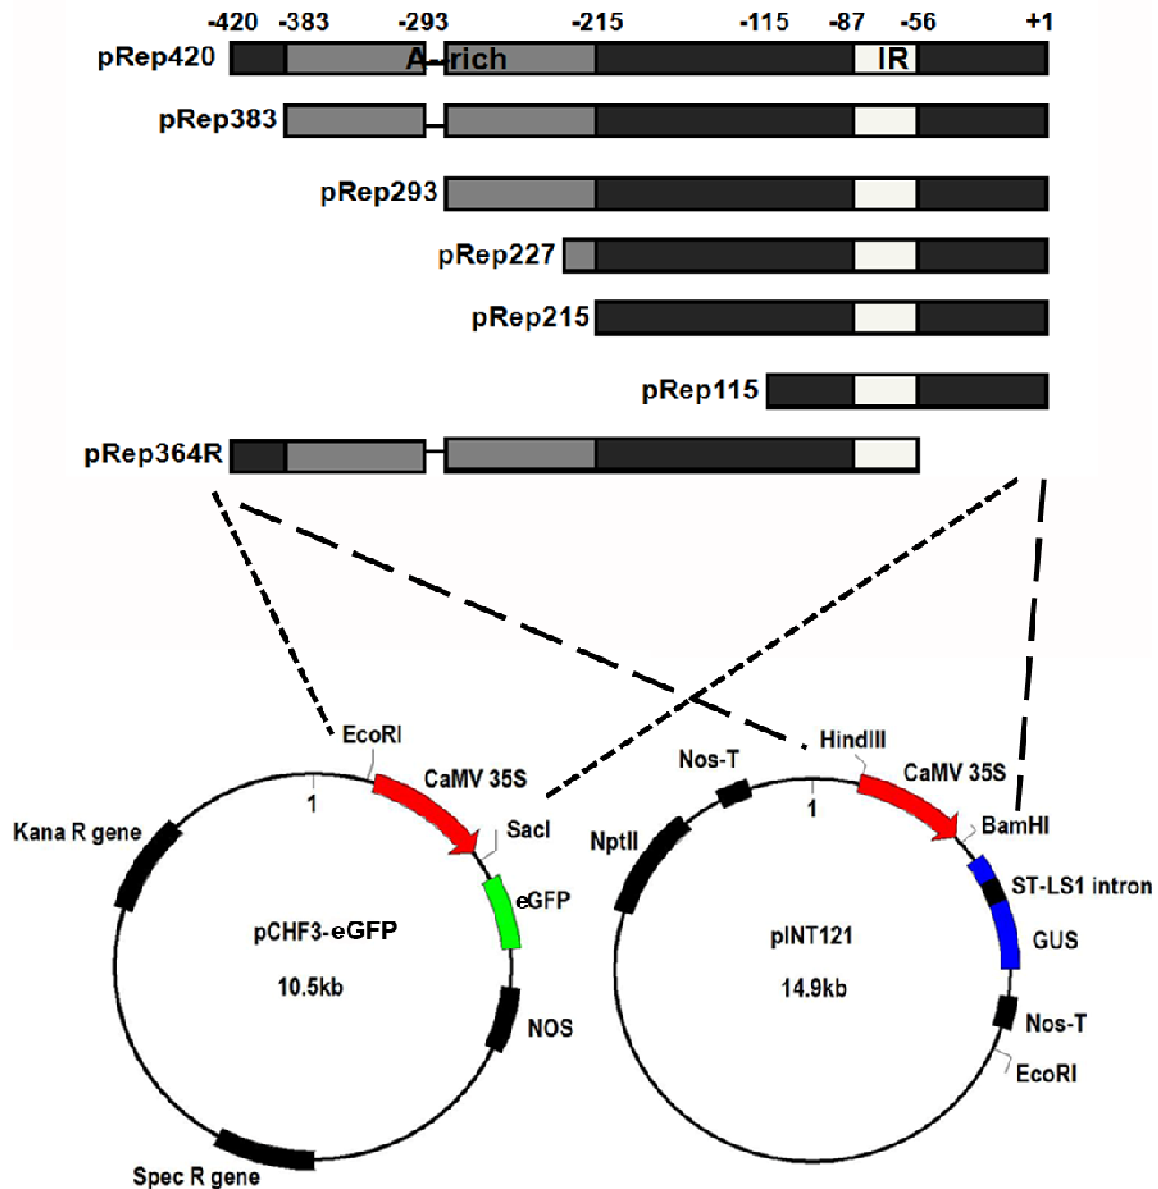 -420 -383 -293 -215 -115 -87 -56 +1
pRep420 A-rich IR
pRep383
pRep293
pRep227
pRep215
pRep115
pRep364R
EcoRI
CaMV 35S
1
SacI
Kana R gene
eGFP
pCHF3-eGFP
10.5kb
NOS
Spec R gene
HindIII
Nos-T
CaMV 35S
1
BamHI
NptII
ST-LS1 intron
pINT121
GUS
14.9kb
Nos-T
EcoRI